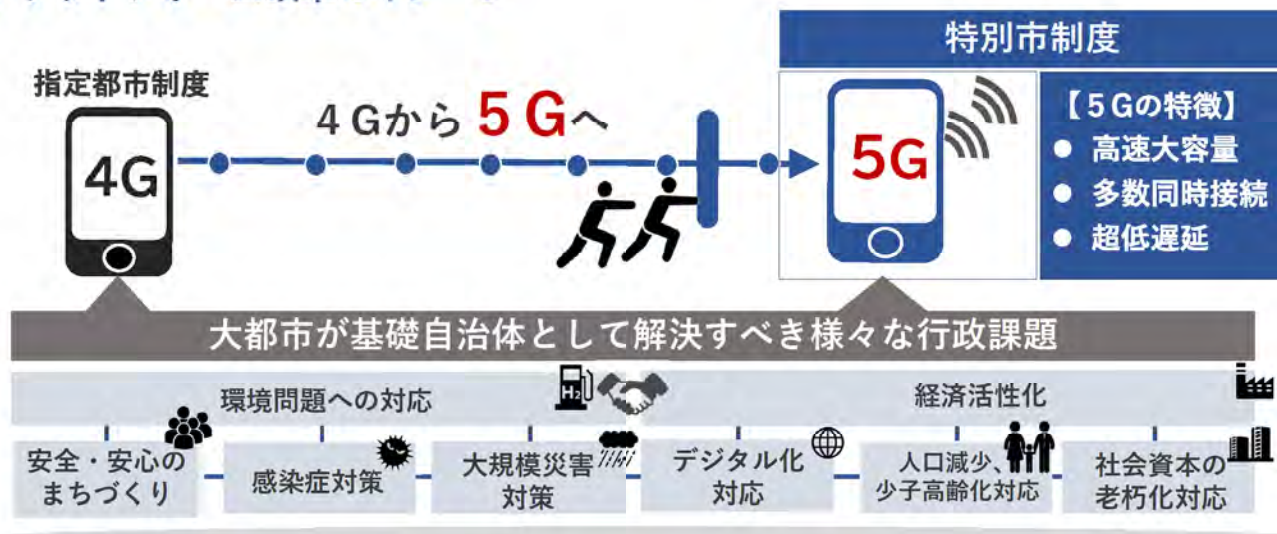 特別市制度
指定都市制度
4Gから5Gへ
4G
5G
【5Gの特徴】
● 高速大容量
● 多数同時接続
● 超低遅延
大都市が基礎自治体として解決すべき様々な行政課題
環境問題への対応
H2
経済活性化
安全・安心の
まちづくり
感染症対策
大規模災害
対策
デジタル化
対応
人口減少、
少子高齢化対応
社会資本の
老朽化対応